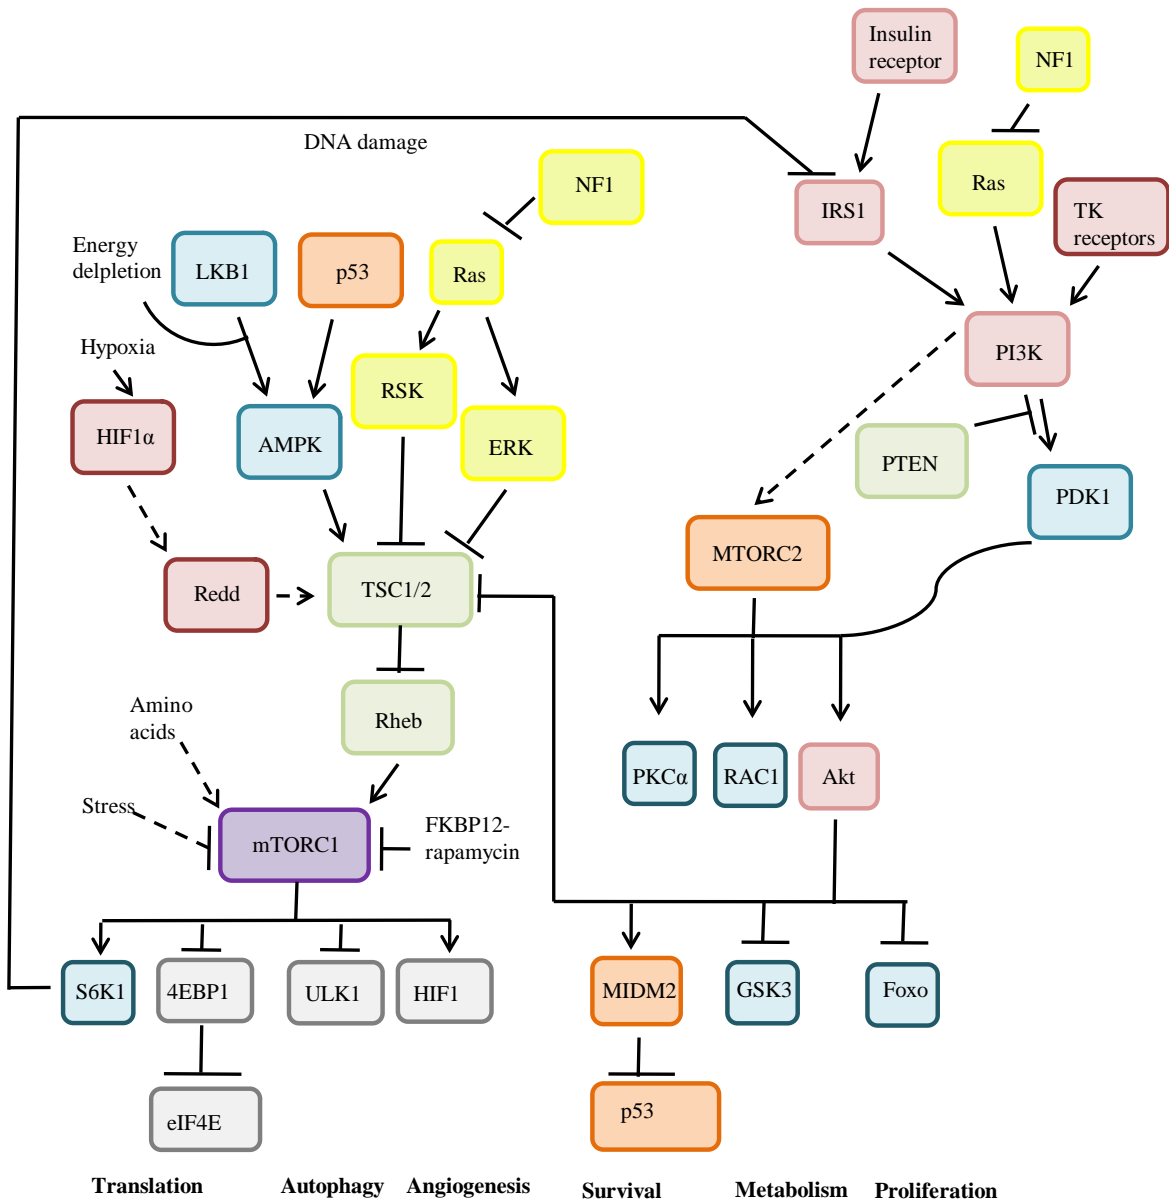 Insulin
receptor
NF1
DNA damage
NF1
Ras
IRS1
TK
receptors
Energy
delpletion
LKB1
p53
Ras
Hypoxia
PI3K
RSK
HIF1α
AMPK
ERK
PTEN
PDK1
MTORC2
Redd
TSC1/2
Amino
acids
Rheb
PKCα
RAC1
Akt
Stress
mTORC1
FKBP12-
rapamycin
S6K1
4EBP1
ULK1
HIF1
MIDM2
GSK3
Foxo
eIF4E
p53
Translation
Autophagy
Angiogenesis
Survival
Metabolism
Proliferation